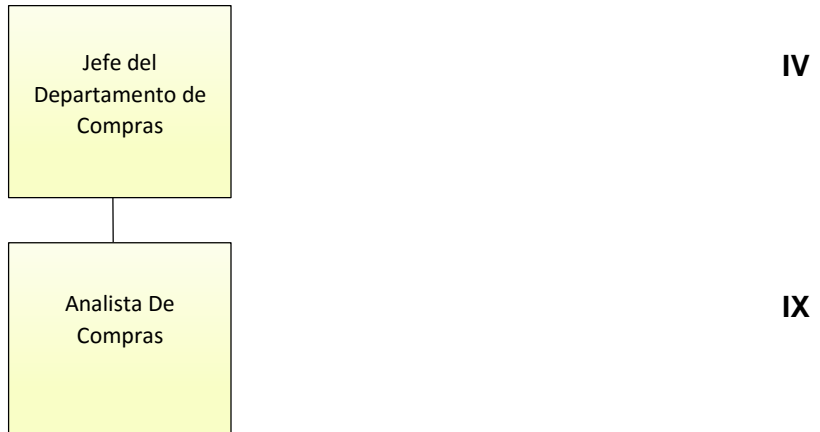 Jefe del
Departamento de
Compras
IV
Analista De
Compras
IX